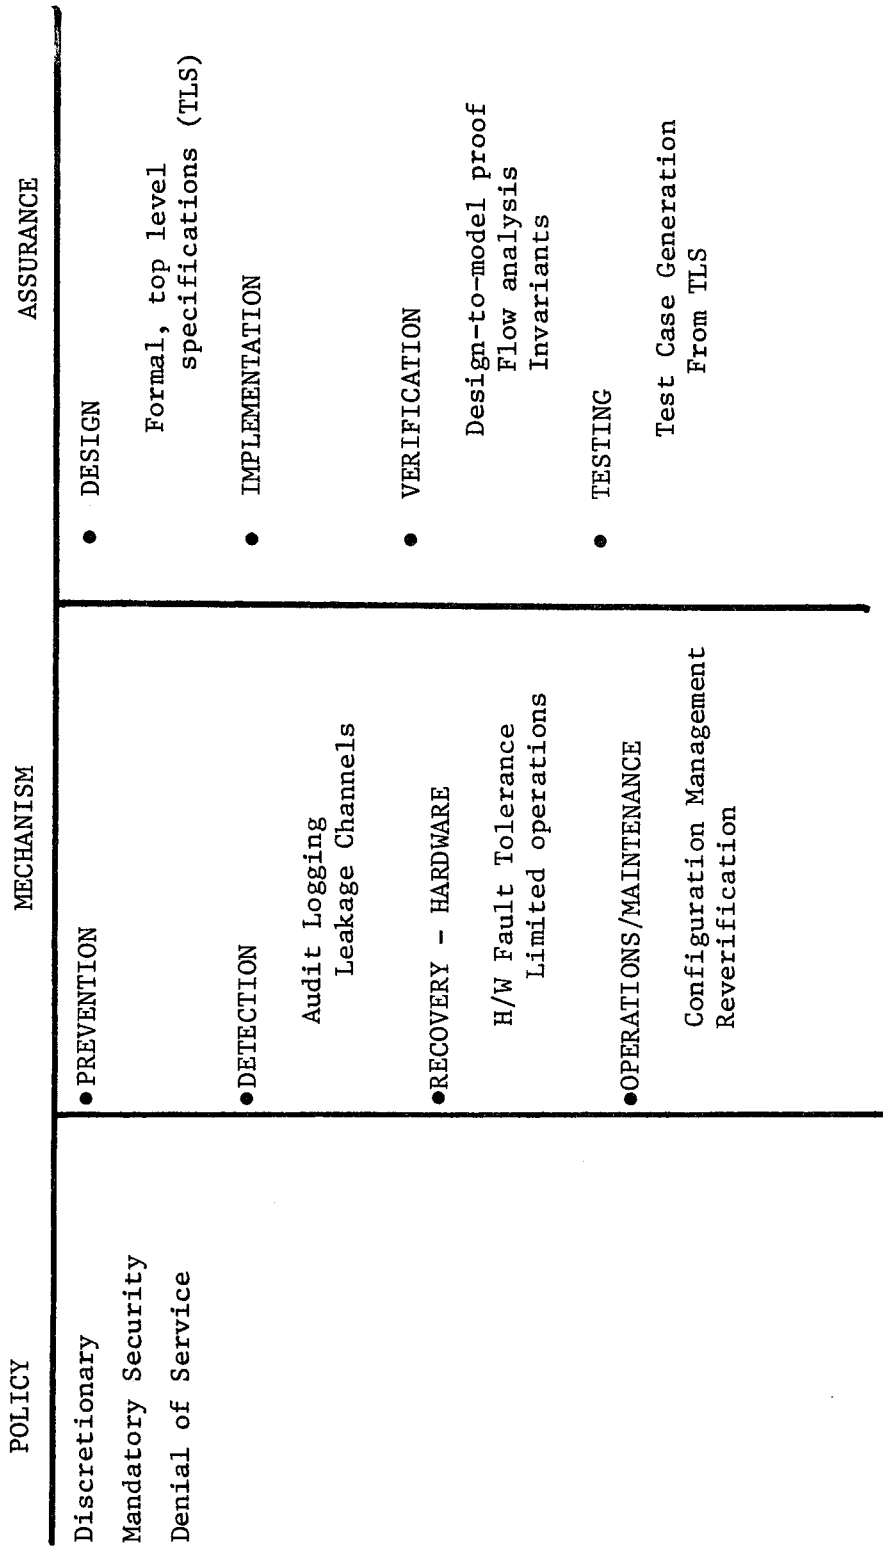 POLICY
MECHANISM
ASSURANCE
Discretionary
Mandatory Security
Denial of Service
● PREVENTION
● DETECTION
Audit Logging
Leakage Channels
● RECOVERY - HARDWARE
H/W Fault Tolerance
Limited operations
● OPERATIONS/MAINTENANCE
Configuration Management
Reverification
● DESIGN
Formal, top level
specifications (TLS)
● IMPLEMENTATION
● VERIFICATION
Design-to-model proof
Flow analysis
Invariants
● TESTING
Test Case Generation
From TLS